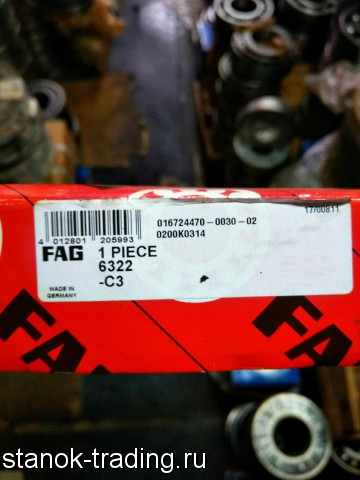 016724470-0030-02
17/00811
0200K0314
4 012801 205993
FAG 1 PIECE
6322
-C3
MADE IN
GERMANY
FAG
FAG
stanok-trading.ru